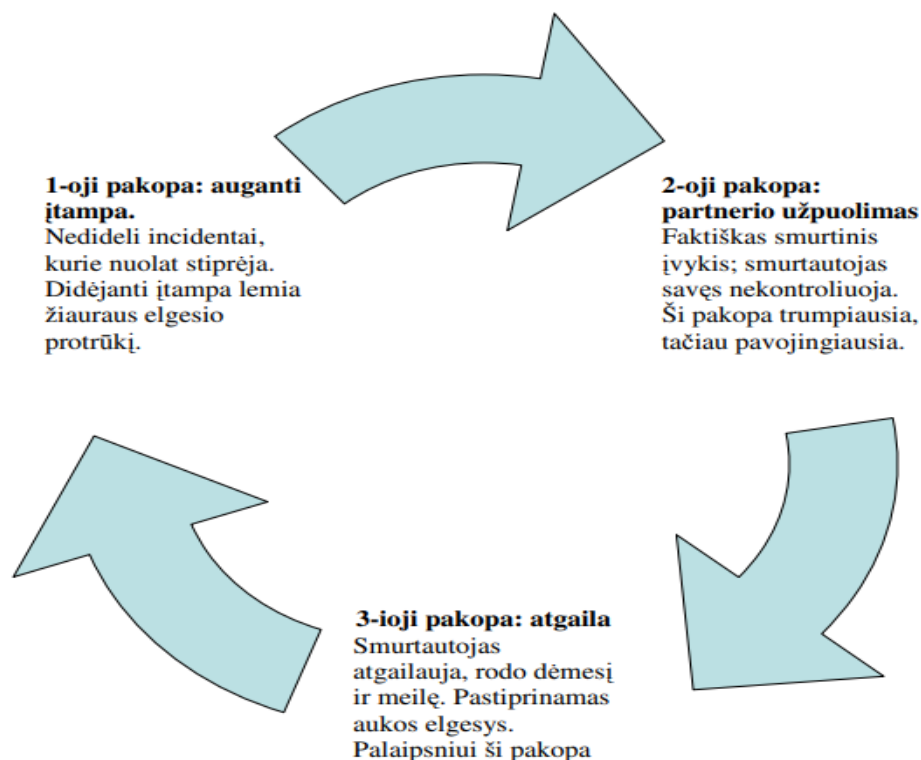 1-oji pakopa: auganti
įtampa.
Nedideli incidentai,
kurie nuolat stiprėja.
Didėjanti įtampa lemia
žiauraus elgesio
protrūkį.
2-oji pakopa:
partnerio užpuolimas
Faktiškas smurtinis
įvykis; smurtautojas
savęs nekontroliuoja.
Ši pakopa trumpiausia,
tačiau pavojingiausia.
3-ioji pakopa: atgaila
Smurtautojas
atgailauja, rodo dėmesį
ir meilę. Pastiprinamas
aukos elgesys.
Palaipsniui ši pakopa